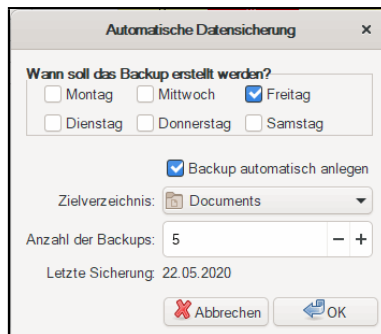 Automatische Datensicherung
Wann soll das Backup erstellt werden?
Montag Mittwoch Freitag
Dienstag Donnerstag Samstag
Backup automatisch anlegen
Zielverzeichnis: Documents
Anzahl der Backups: 5
Letzte Sicherung: 22.05.2020
Abbrechen OK